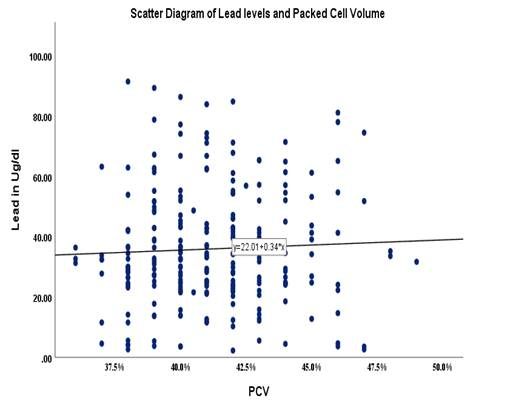 Scatter Diagram of Lead levels and Packed Cell Volume
Lead in Ug/dl
100.00
80.00
60.00
40.00
20.00
.00
y=22.01+0.34*x
37.5% 40.0% 42.5% 45.0% 47.5% 50.0%
PCV